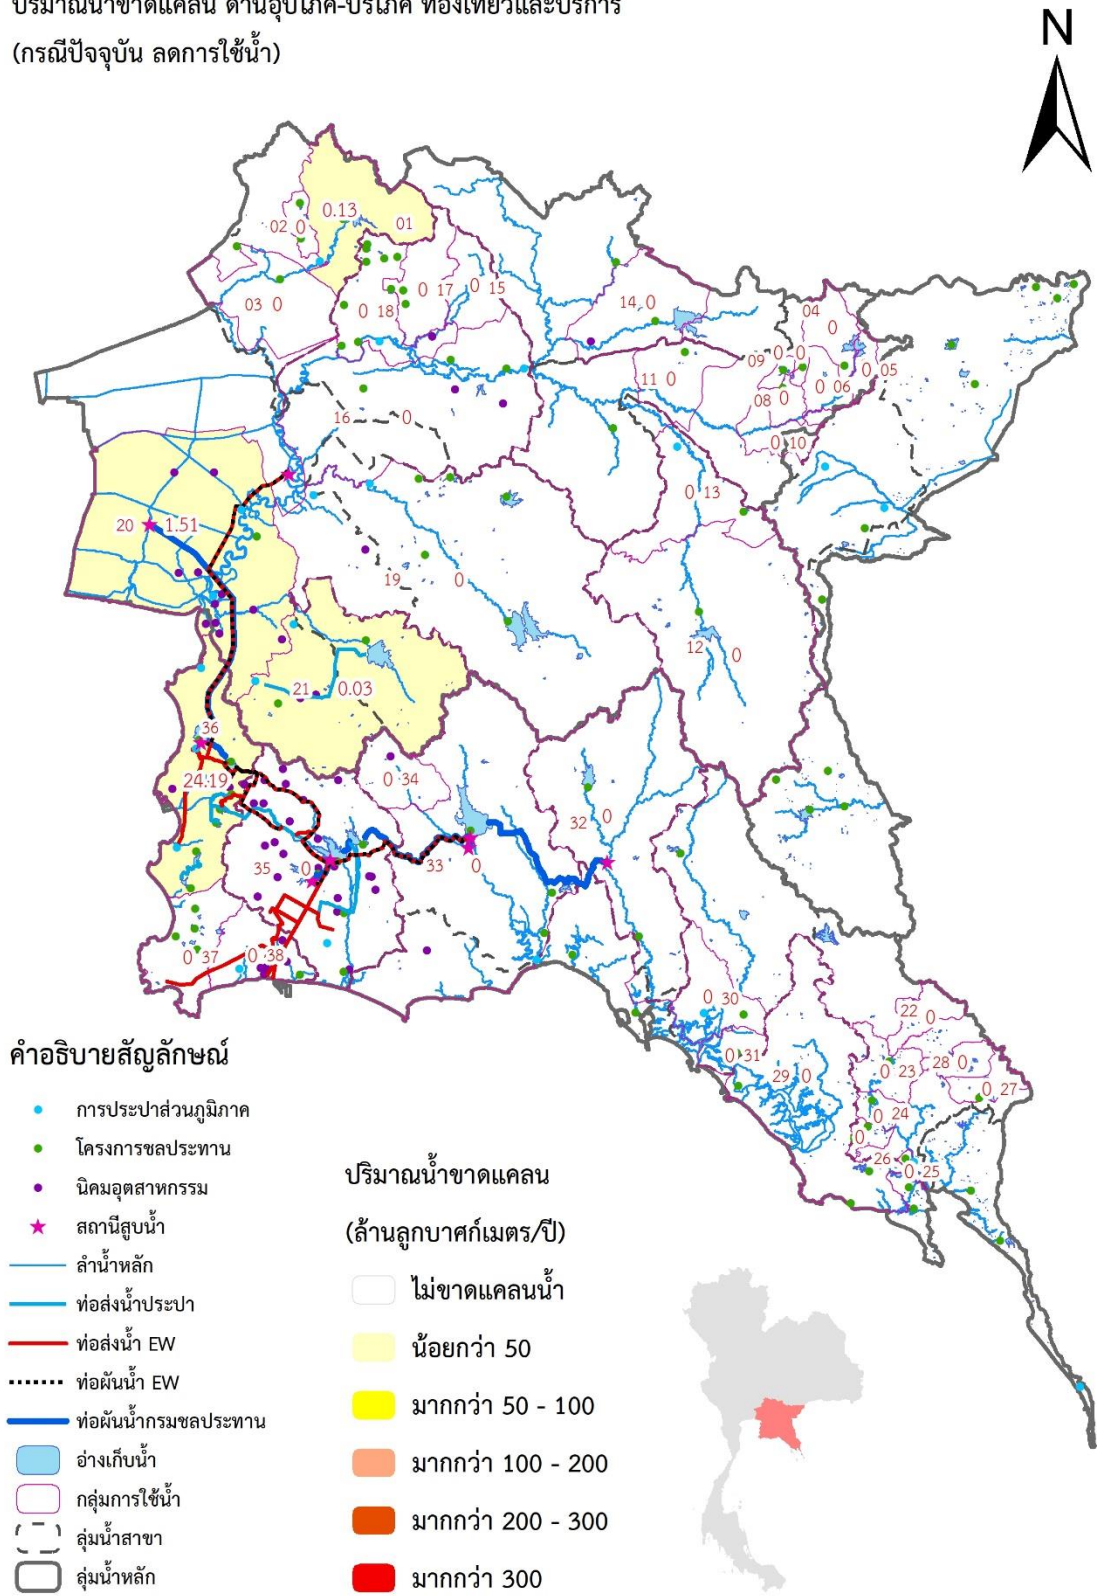 ปริมาณน้ำขาดแคลน ด้านอุปโภค-บริโภค ท่องเที่ยวและบริการ
(กรณีปัจจุบัน ลดการใช้น้ำ)
N
0.13 01
02 0
03 0
0 17
0 15
0 18
14 0
04
0
09 0 0
0 05
11 0
0 06
08 0
16 0
0 10
0 13
20 1.51
19 0
12 0
21 0.03
36
24.19
0 34
32 0
35 0
33 0
0 37
0 38
0 30
22 0
0 31
29 0
0 23
28 0
0 27
0 24
0
26
0 25
คำอธิบายสัญลักษณ์
การประปาส่วนภูมิภาค
โครงการชลประทาน
นิคมอุตสาหกรรม
สถานีสูบน้ำ
ลำน้ำหลัก
ท่อส่งน้ำประปา
ท่อส่งน้ำ EW
ท่อผันน้ำ EW
ท่อผันน้ำกรมชลประทาน
อ่างเก็บน้ำ
กลุ่มการใช้น้ำ
ลุ่มน้ำสาขา
ลุ่มน้ำหลัก
ปริมาณน้ำขาดแคลน
(ล้านลูกบาศก์เมตร/ปี)
ไม่ขาดแคลนน้ำ
น้อยกว่า 50
มากกว่า 50 - 100
มากกว่า 100 - 200
มากกว่า 200 - 300
มากกว่า 300